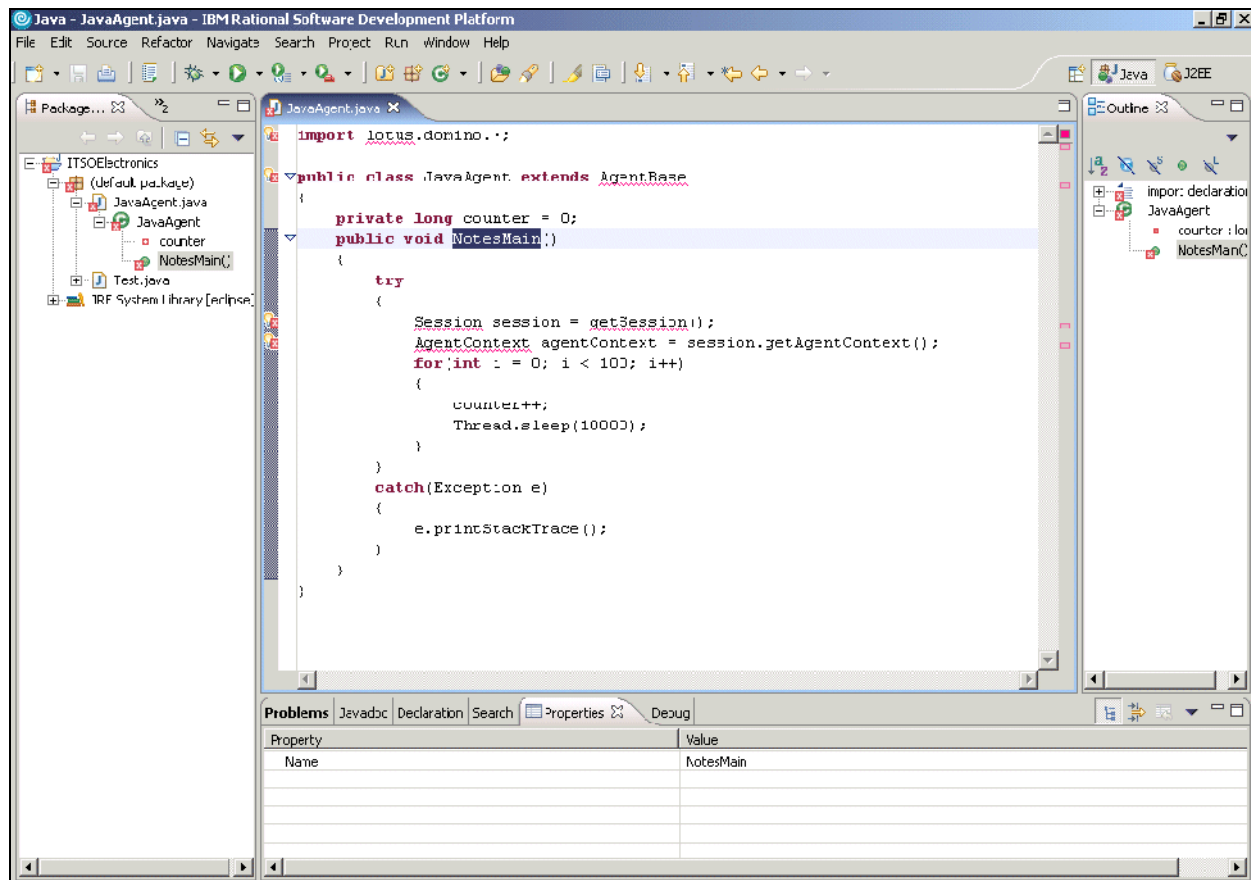 Java - JavaAgent.java - IBM Rational Software Development Platform
File Edit Source Refactor Navigate Search Project Run Window Help
Java J2EE
Package... 2
JavaAgent.java
Outline
ITSOElectronics
(default package)
JavaAgent.java
JavaAgent
counter
NotesMain()
Test.java
JRE System Library [eclipse]
import lotus.domino.*;
public class JavaAgent extends AgentBase
{
private long counter = 0;
public void NotesMain()
{
try
{
Session session = getSession();
AgentContext agentContext = session.getAgentContext();
for(int i = 0; i < 100; i++)
{
counter++;
Thread.sleep(10000);
}
}
catch(Exception e)
{
e.printStackTrace();
}
}
}
import declaration
JavaAgent
counter : lo
NotesMain(
Problems Javadoc Declaration Search Properties Debug
Property Value
Name NotesMain